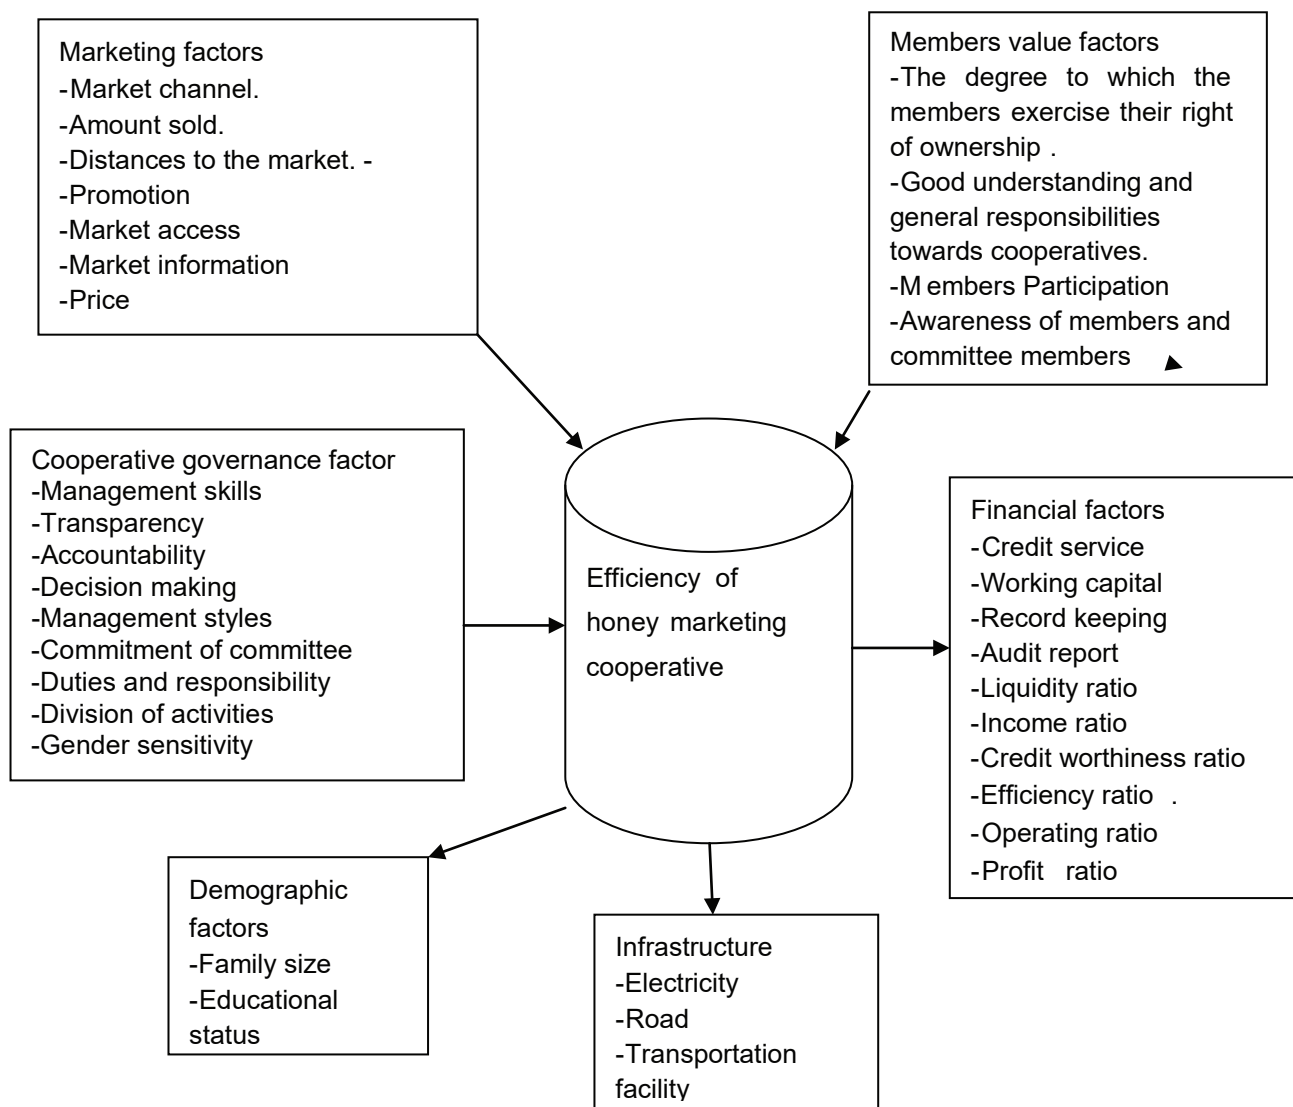 Marketing factors
-Market channel.
-Amount sold.
-Distances to the market. -
-Promotion
-Market access
-Market information
-Price
Members value factors
-The degree to which the
members exercise their right
of ownership .
-Good understanding and
general responsibilities
towards cooperatives.
-M embers Participation
-Awareness of members and
committee members
Cooperative governance factor
-Management skills
-Transparency
-Accountability
-Decision making
-Management styles
-Commitment of committee
-Duties and responsibility
-Division of activities
-Gender sensitivity
Efficiency of
honey marketing
cooperative
Financial factors
-Credit service
-Working capital
-Record keeping
-Audit report
-Liquidity ratio
-Income ratio
-Credit worthiness ratio
-Efficiency ratio .
-Operating ratio
-Profit ratio
Demographic
factors
-Family size
-Educational
status
Infrastructure
-Electricity
-Road
-Transportation
facility